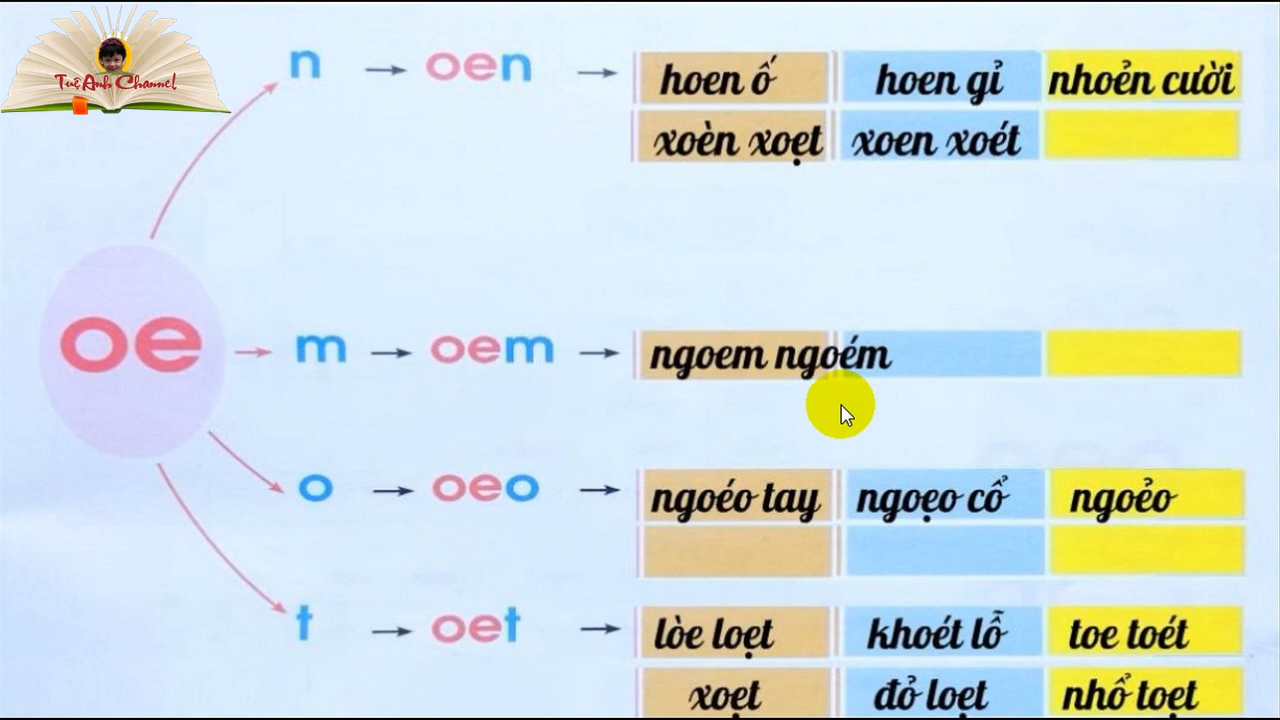 Tuệ Anh Channel
n oen hoen ố hoen gỉ nhoẻn cười
xoèn xoẹt xoen xoét
oe m oem ngoem ngoém
o oeo ngoéo tay ngoẹo cổ ngoẻo
t oet lòe loẹt khoét lỗ toe toét
xoẹt đỏ loẹt nhổ toẹt